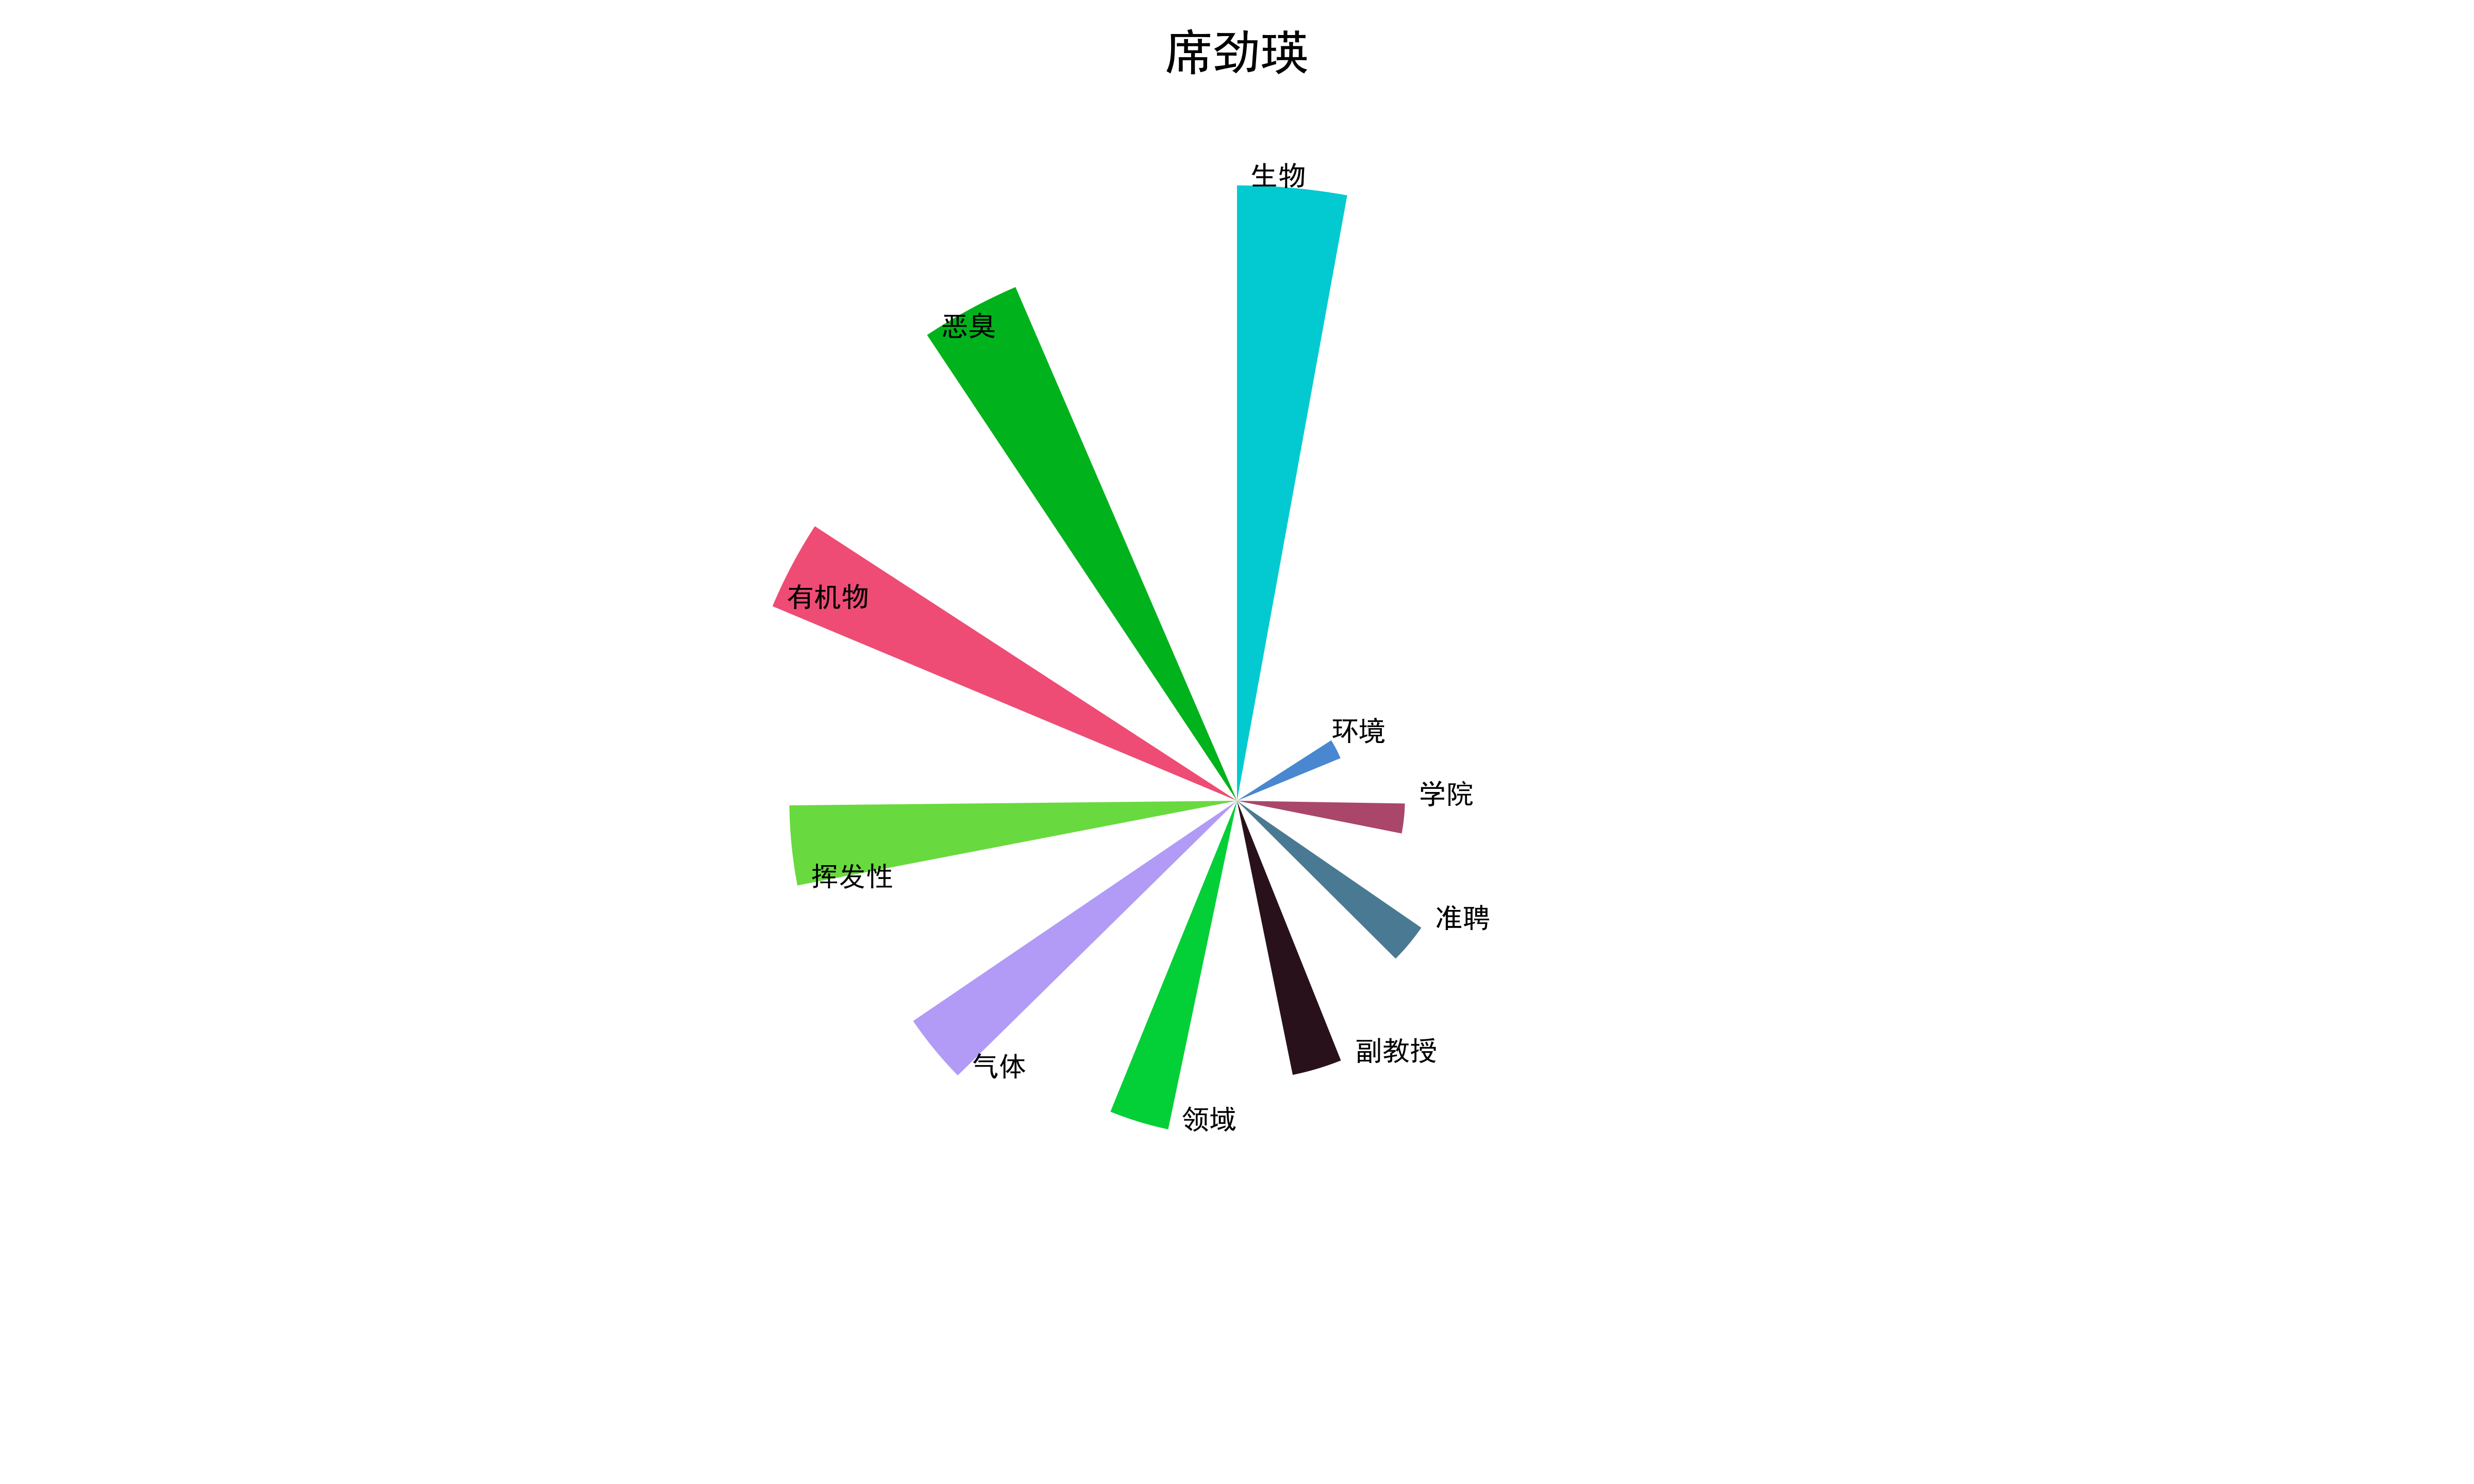 席劲瑛
生物
恶臭
有机物
环境
学院
挥发性
准聘
副教授
气体
领域